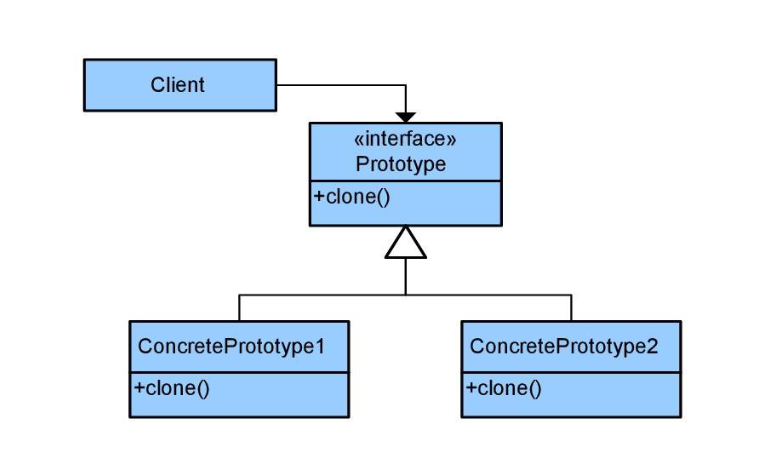 Client
«interface»
Prototype
+clone()
ConcretePrototype1
+clone()
ConcretePrototype2
+clone()